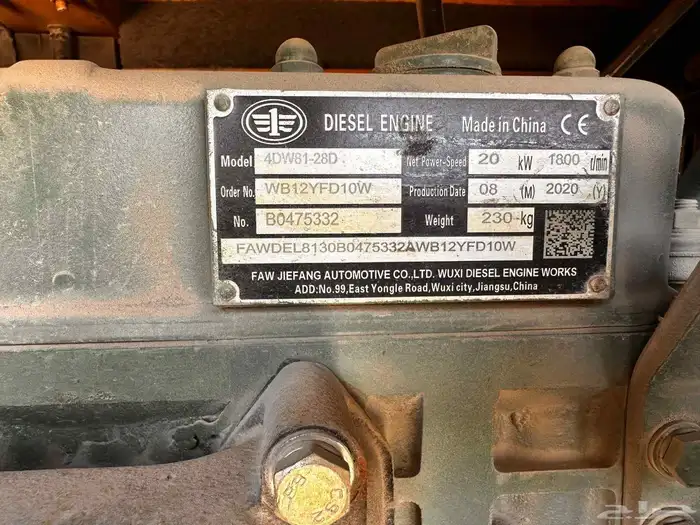 DIESEL ENGINE Made in China CE
Model 4DW81-28D Net Power-Speed 20 kW 1800 r/min
Order No. WB12YFD10W Production Date 08 (M) 2020 (Y)
No. B0475332 Weight 230 kg
FAWDEL8130B0475332AWB12YFD10W
FAW JIEFANG AUTOMOTIVE CO.,LTD. WUXI DIESEL ENGINE WORKS
ADD:No.99,East Yongle Road,Wuxi city,Jiangsu,China